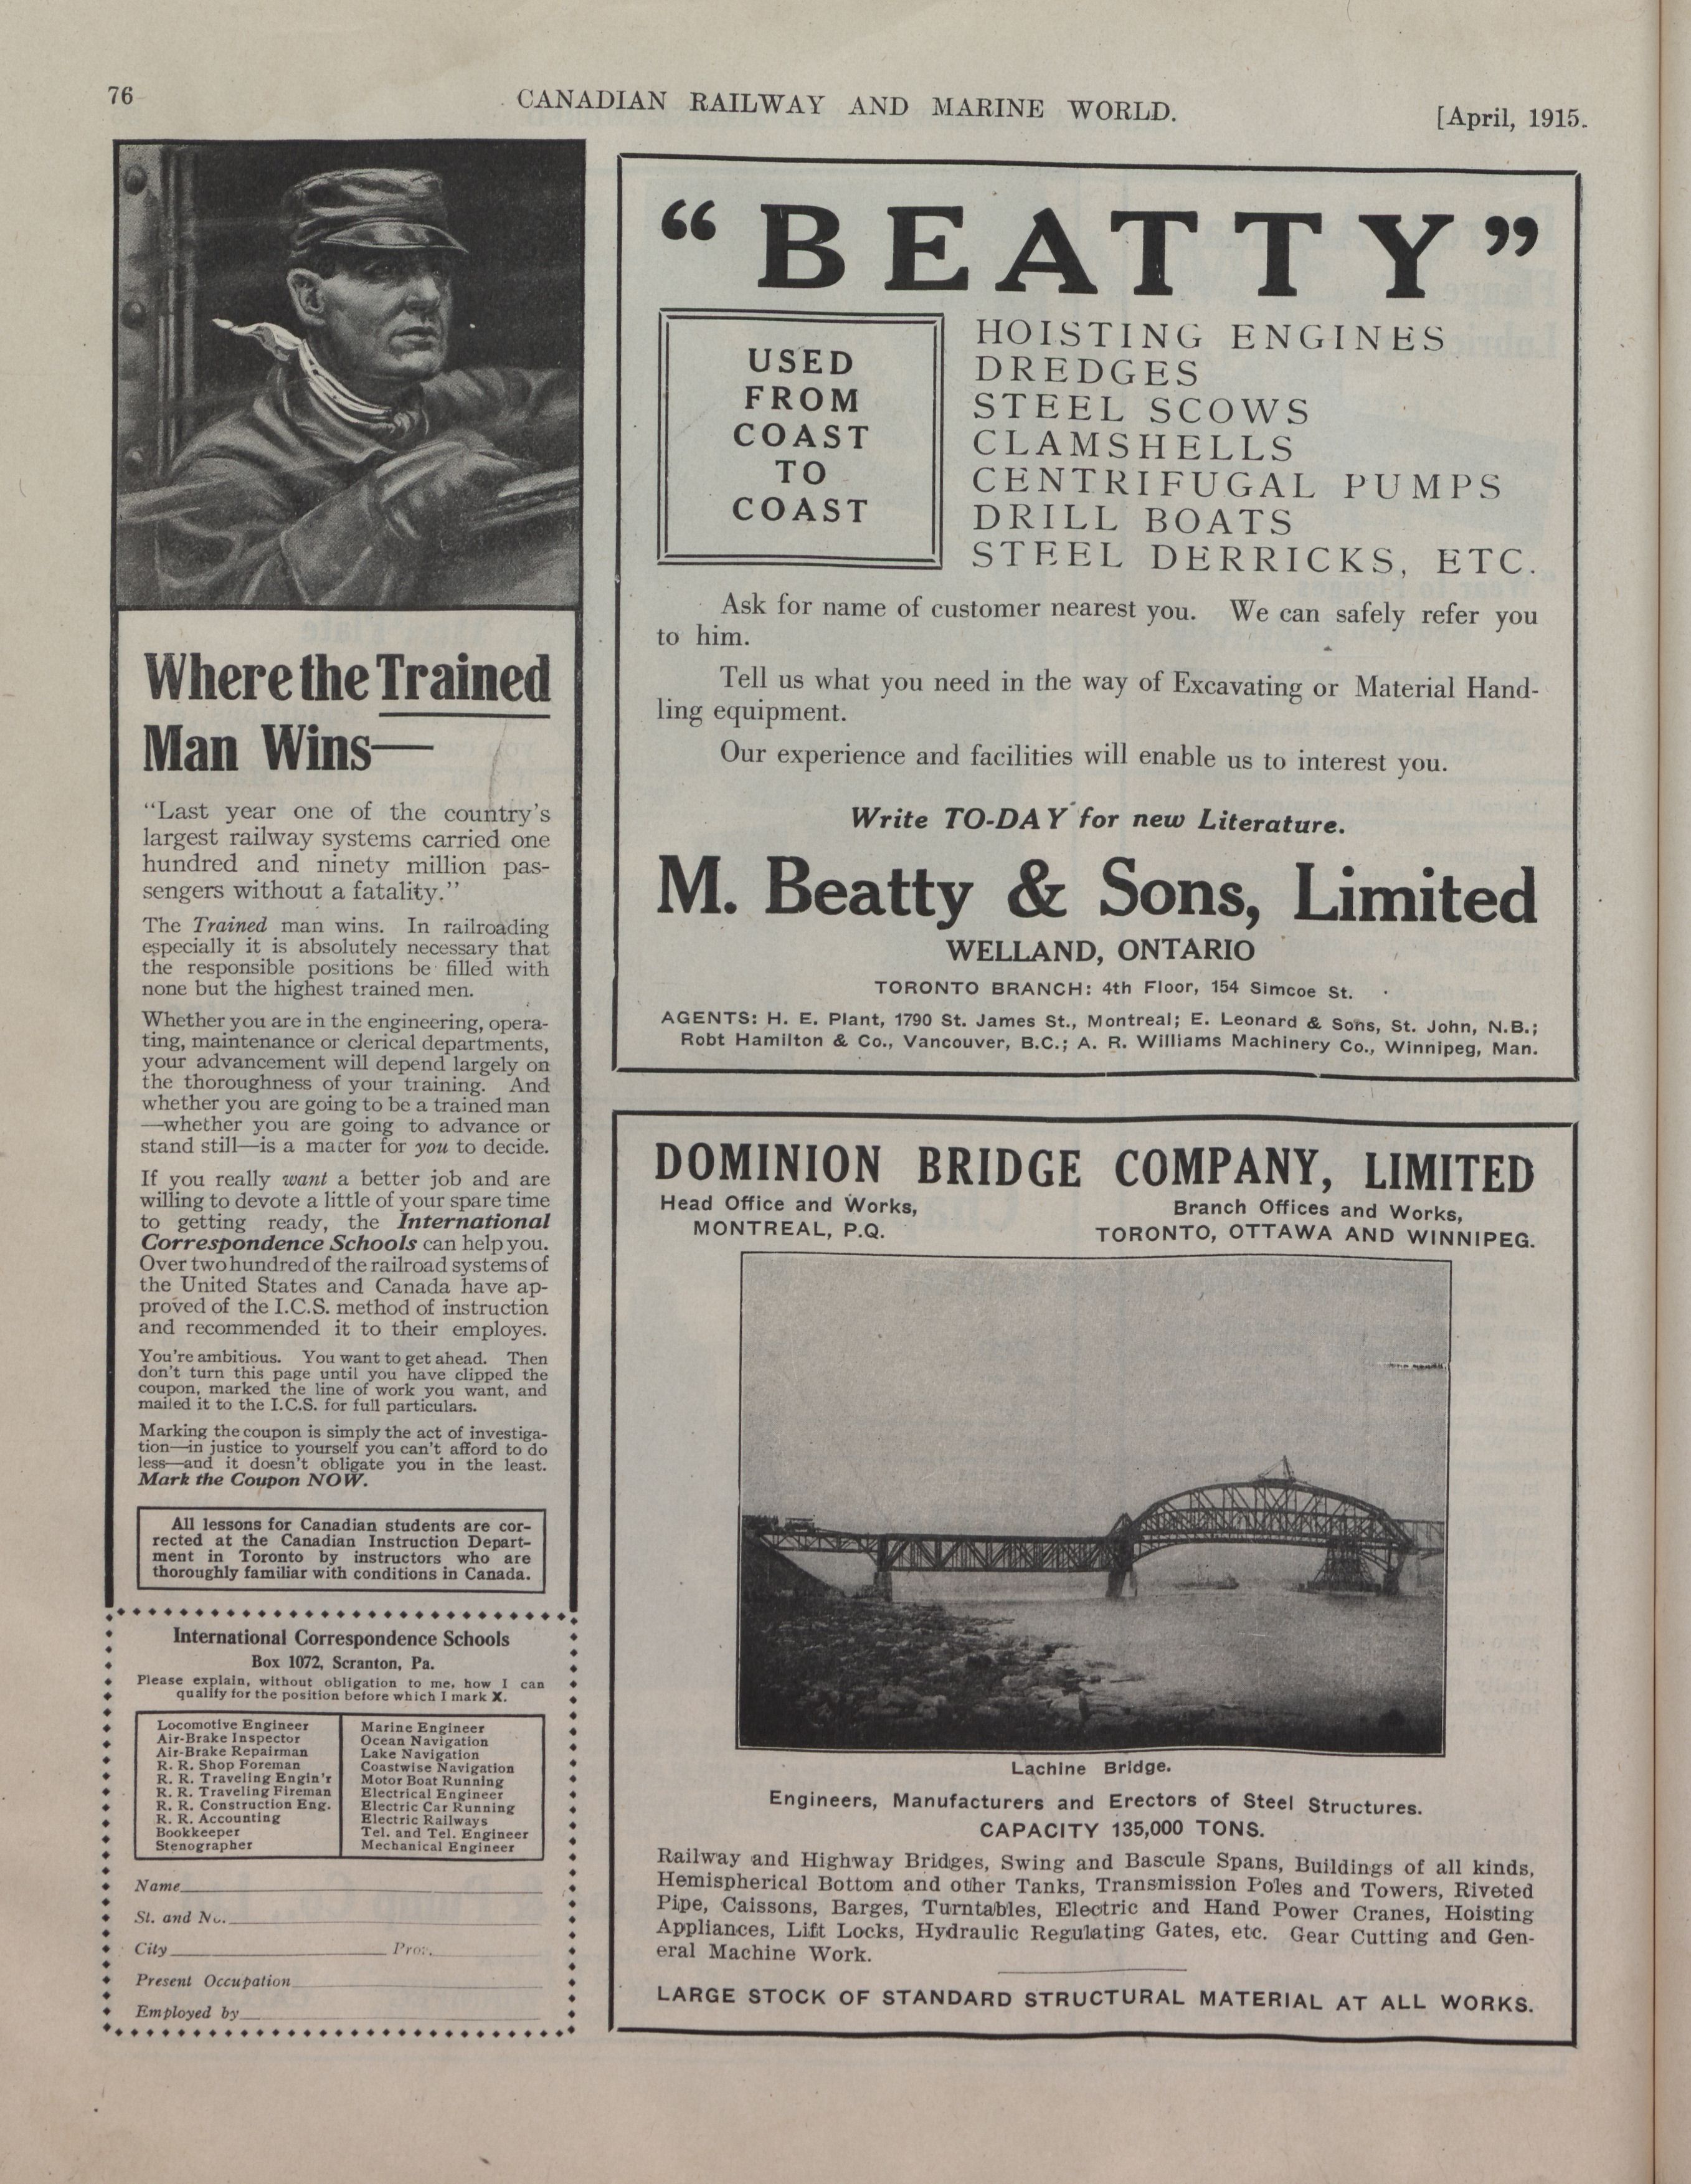 76
CANADIAN RAILWAY AND MARINE WORLD.
[April, 1915.
Where the Trained
Man Wins—
"Last year one of the country's
largest railway systems carried one
hundred and ninety million pas-
sengers without a fatality."
The Trained man wins. In railroading
especially it is absolutely necessary that
the responsible positions be filled with
none but the highest trained men.
Whether you are in the engineering, opera-
ting, maintenance or clerical departments,
your advancement will depend largely on
the thoroughness of your training. And
whether you are going to be a trained man
—whether you are going to advance or
stand still—is a matter for you to decide.
If you really want a better job and are
willing to devote a little of your spare time
to getting ready, the International
Correspondence Schools can help you.
Over two hundred of the railroad systems of
the United States and Canada have ap-
proved of the I.C.S. method of instruction
and recommended it to their employes.
You're ambitious. You want to get ahead. Then
don't turn this page until you have clipped the
coupon, marked the line of work you want, and
mailed it to the I.C.S. for full particulars.
Marking the coupon is simply the act of investiga-
tion—in justice to yourself you can't afford to do
less—and it doesn't obligate you in the least.
Mark the Coupon NOW.
All lessons for Canadian students are cor-
rected at the Canadian Instruction Depart-
ment in Toronto by instructors who are
thoroughly familiar with conditions in Canada.
International Correspondence Schools
Box 1072, Scranton, Pa.
Please explain, without obligation to me, how I can
qualify for the position before which I mark X.
Locomotive Engineer
Air-Brake Inspector
Air-Brake Repairman
R. R. Shop Foreman
R. R. Traveling Engin'r
R. R. Traveling Fireman
R. R. Construction Eng.
R. R. Accounting
Bookkeeper
Stenographer
Marine Engineer
Ocean Navigation
Lake Navigation
Coastwise Navigation
Motor Boat Running
Electrical Engineer
Electric Car Running
Electric Railways
Tel. and Tel. Engineer
Mechanical Engineer
Name
St. and No.
City Prov.
Present Occupation
Employed by
"BEATTY"
USED
FROM
COAST
TO
COAST
HOISTING ENGINES
DREDGES
STEEL SCOWS
CLAMSHELLS
CENTRIFUGAL PUMPS
DRILL BOATS
STEEL DERRICKS, ETC.
Ask for name of customer nearest you. We can safely refer you
to him.
Tell us what you need in the way of Excavating or Material Hand-
ling equipment.
Our experience and facilities will enable us to interest you.
Write TO-DAY for new Literature.
M. Beatty & Sons, Limited
WELLAND, ONTARIO
TORONTO BRANCH: 4th Floor, 154 Simcoe St.
AGENTS: H. E. Plant, 1790 St. James St., Montreal; E. Leonard & Sons, St. John, N.B.;
Robt Hamilton & Co., Vancouver, B.C.; A. R. Williams Machinery Co., Winnipeg, Man.
DOMINION BRIDGE COMPANY, LIMITED
Head Office and Works,
MONTREAL, P.Q.
Branch Offices and Works,
TORONTO, OTTAWA AND WINNIPEG.
Lachine Bridge.
Engineers, Manufacturers and Erectors of Steel Structures.
CAPACITY 135,000 TONS.
Railway and Highway Bridges, Swing and Bascule Spans, Buildings of all kinds,
Hemispherical Bottom and other Tanks, Transmission Poles and Towers, Riveted
Pipe, Caissons, Barges, Turntables, Electric and Hand Power Cranes, Hoisting
Appliances, Lift Locks, Hydraulic Regulating Gates, etc. Gear Cutting and Gen-
eral Machine Work.
LARGE STOCK OF STANDARD STRUCTURAL MATERIAL AT ALL WORKS.